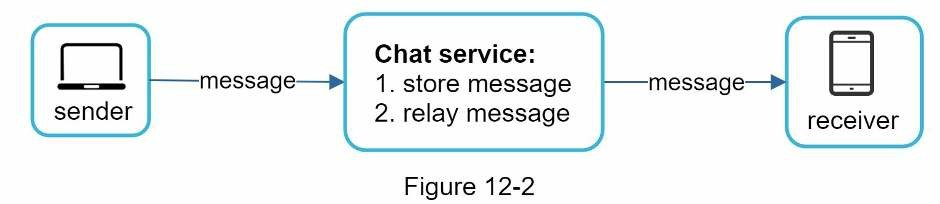 sender
message
Chat service:
1. store message
2. relay message
message
receiver
Figure 12-2